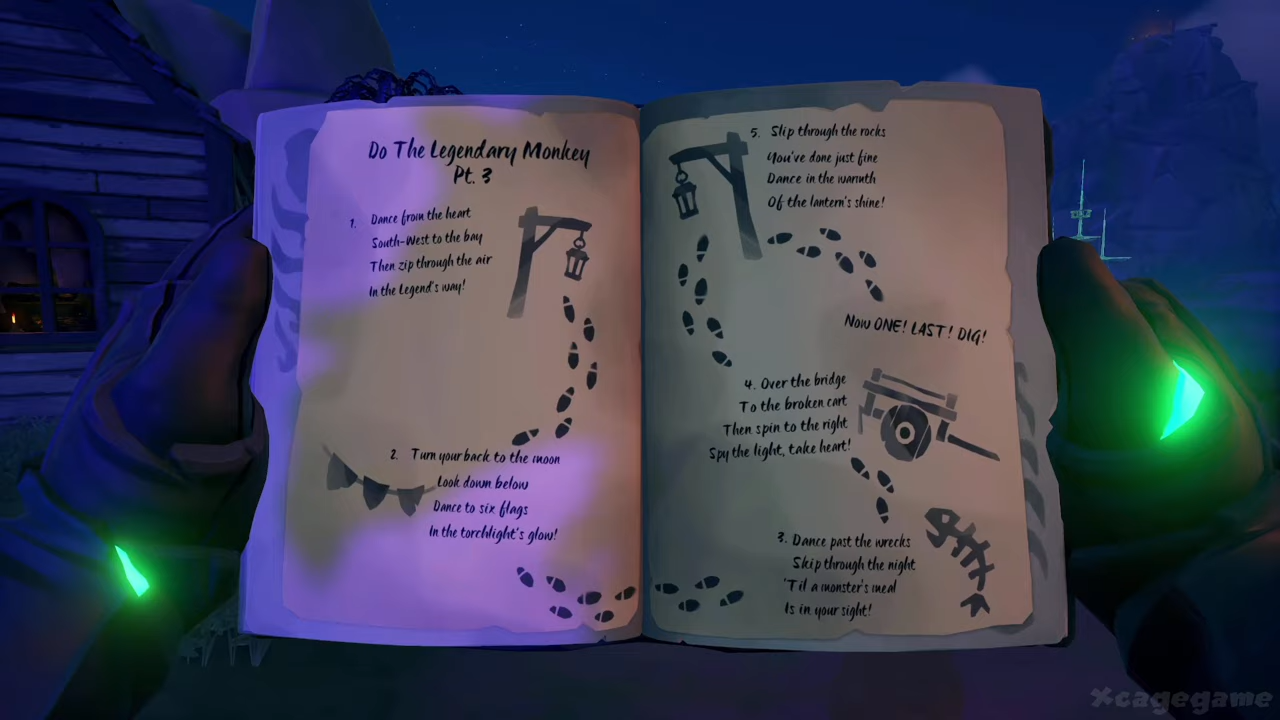 Do The Legendary Monkey
Pt. 3
1. Dance from the heart
South-West to the bay
Then zip through the air
In the Legend's way!
2. Turn your back to the moon
Look down below
Dance to six flags
In the torchlight's glow!
3. Dance past the wrecks
Skip through the night
'Til a monster's meal
Is in your sight!
4. Over the bridge
To the broken cart
Then spin to the right
Spy the light, take heart!
5. Slip through the rocks
You've done just fine
Dance in the warmth
Of the lantern's shine!
Now ONE! LAST! DIG!
Xcagegame